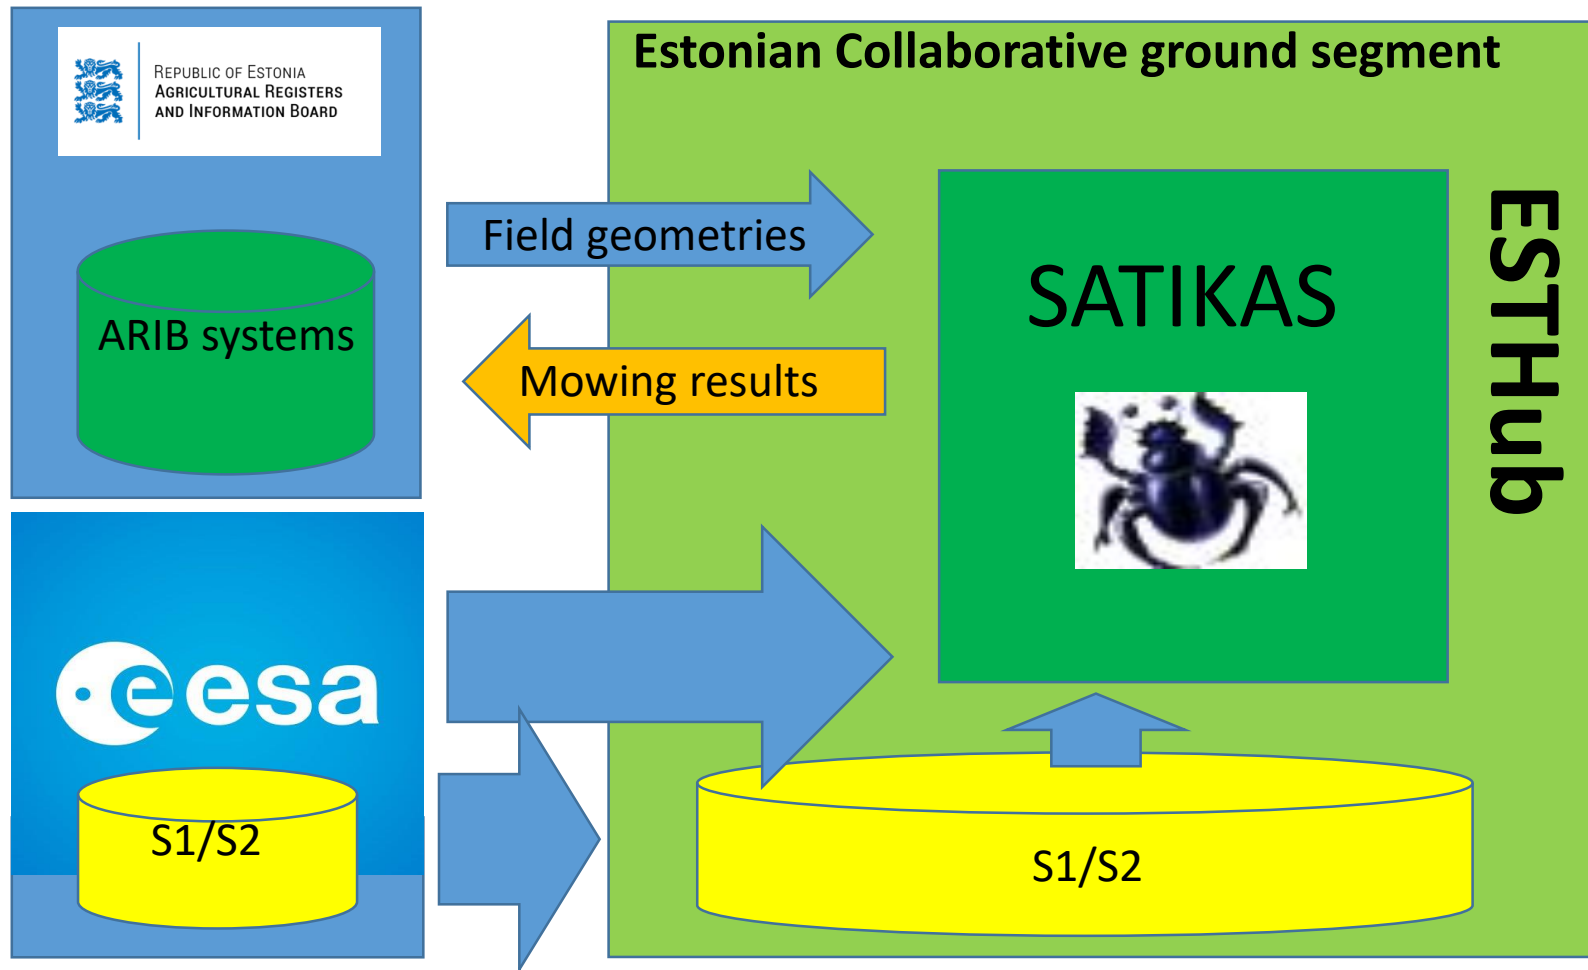 REPUBLIC OF ESTONIA
AGRICULTURAL REGISTERS
AND INFORMATION BOARD
ARIB systems
Estonian Collaborative ground segment
Field geometries
Mowing results
SATIKAS
ESTHub
eesa
S1/S2
S1/S2